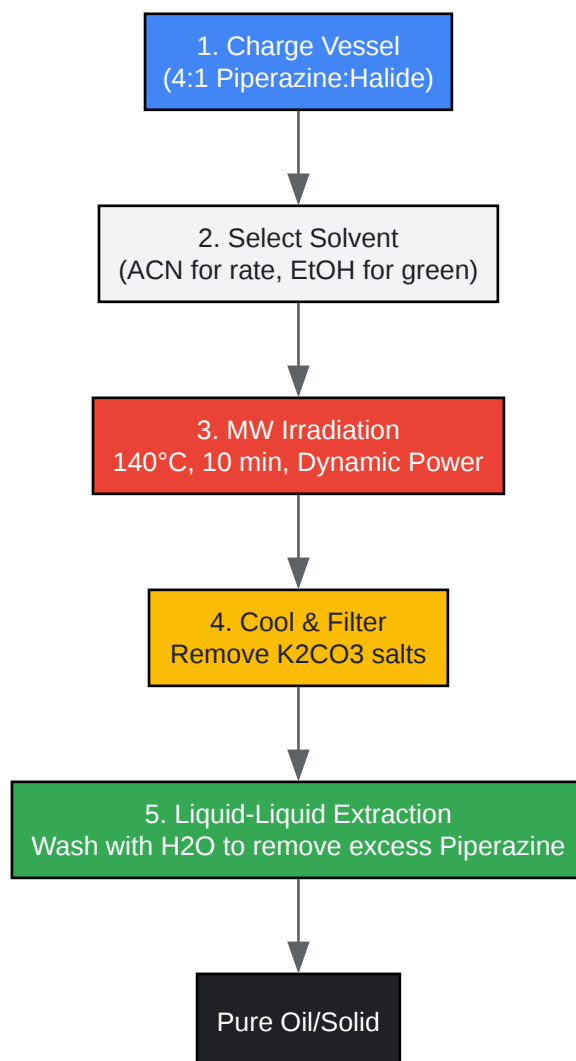 1. Charge Vessel
(4:1 Piperazine:Halide)
2. Select Solvent
(ACN for rate, EtOH for green)
3. MW Irradiation
140°C, 10 min, Dynamic Power
4. Cool & Filter
Remove K2CO3 salts
5. Liquid-Liquid Extraction
Wash with H2O to remove excess Piperazine
Pure Oil/Solid